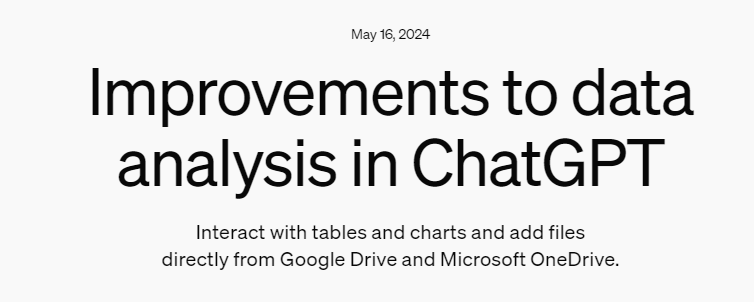 May 16, 2024
Improvements to data
analysis in ChatGPT
Interact with tables and charts and add files
directly from Google Drive and Microsoft OneDrive.